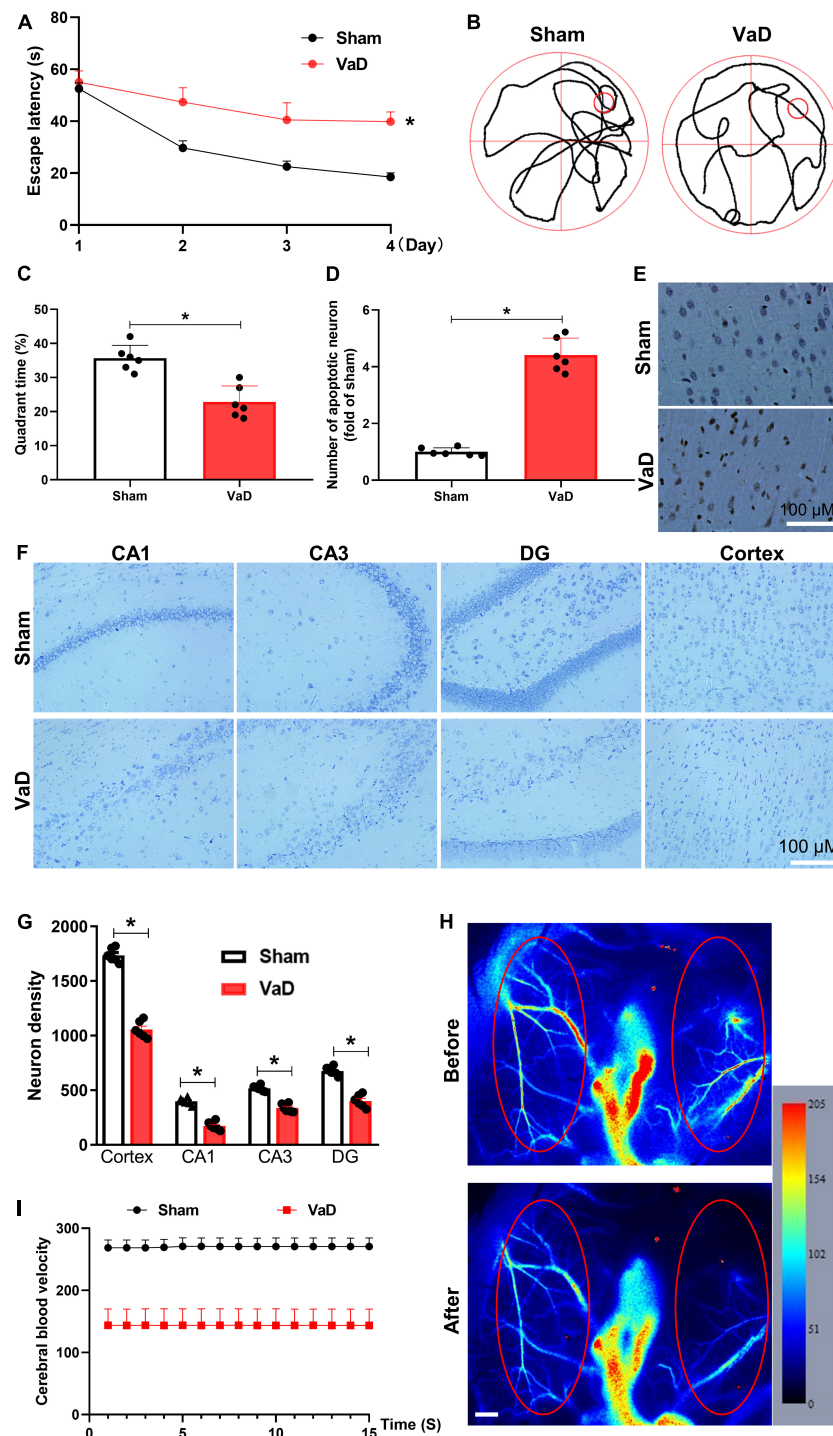 A
Sham
VaD
Escape latency (s)
80
60
40
20
0
1
2
3
4
(Day)
*
B
Sham
VaD
C
Quadrant time (%)
50
40
30
20
10
0
*
Sham
VaD
D
Number of apoptotic neuron
(fold of sham)
6
4
2
0
*
Sham
VaD
E
Sham
VaD
100 μM
F
CA1
CA3
DG
Cortex
Sham
VaD
100 μM
G
Neuron density
2000
1500
1000
500
0
*
*
*
*
Sham
VaD
Cortex
CA1
CA3
DG
H
Before
After
205
154
102
51
0
I
Sham
VaD
Cerebral blood velocity
300
200
100
0
0
5
10
15
Time (S)